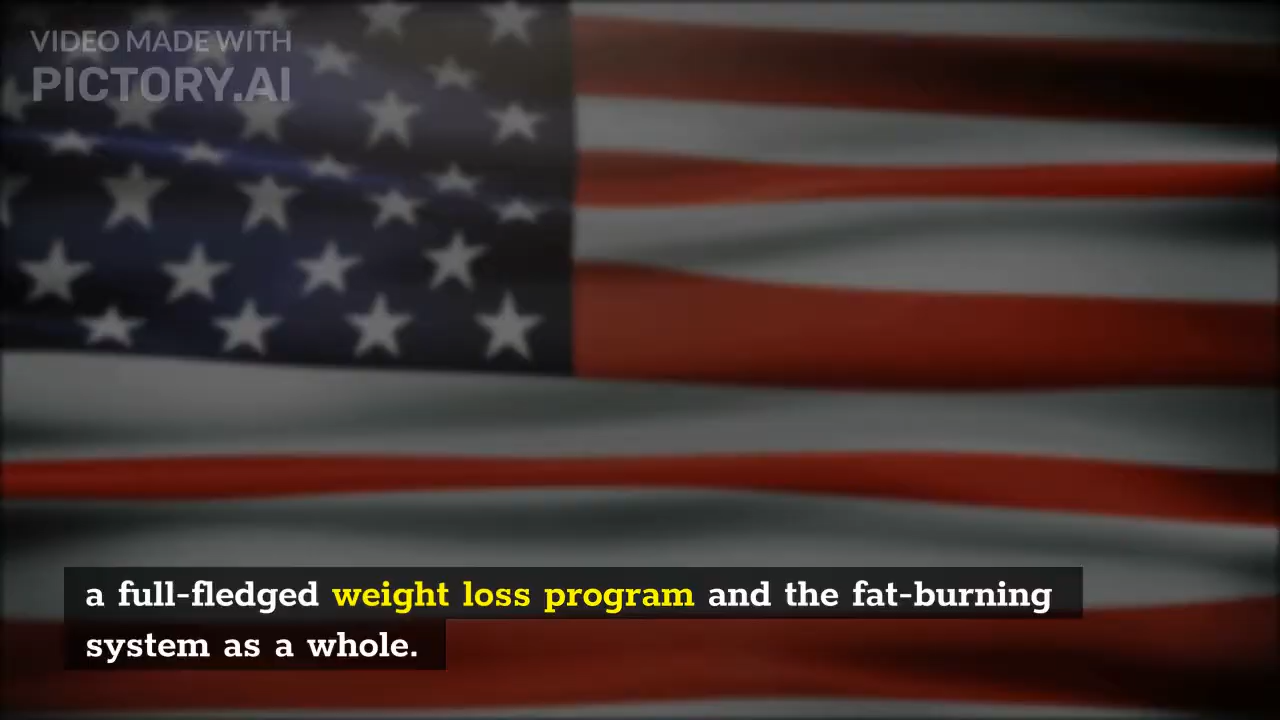 VIDEO MADE WITH
PICTORY.AI
a full-fledged weight loss program and the fat-burning
system as a whole.